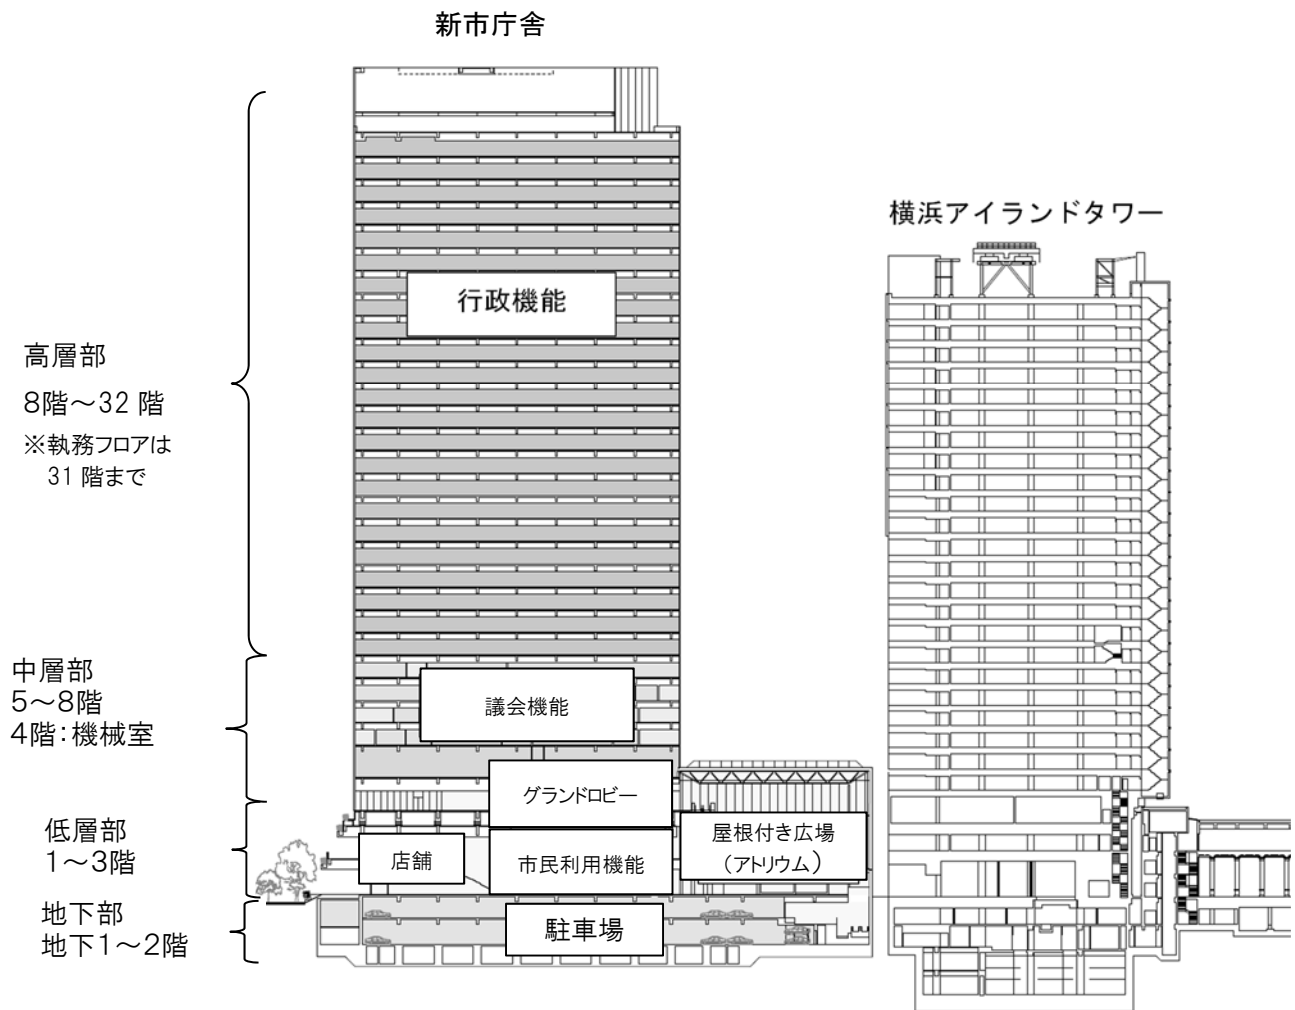 新市庁舎
横浜アイランドタワー
行政機能
高層部
8階～32 階
※執務フロアは
31 階まで
中層部
5～8階
4階：機械室
議会機能
グランドロビー
低層部
1～3階
店舗
市民利用機能
屋根付き広場
（アトリウム）
地下部
地下1～2階
駐車場